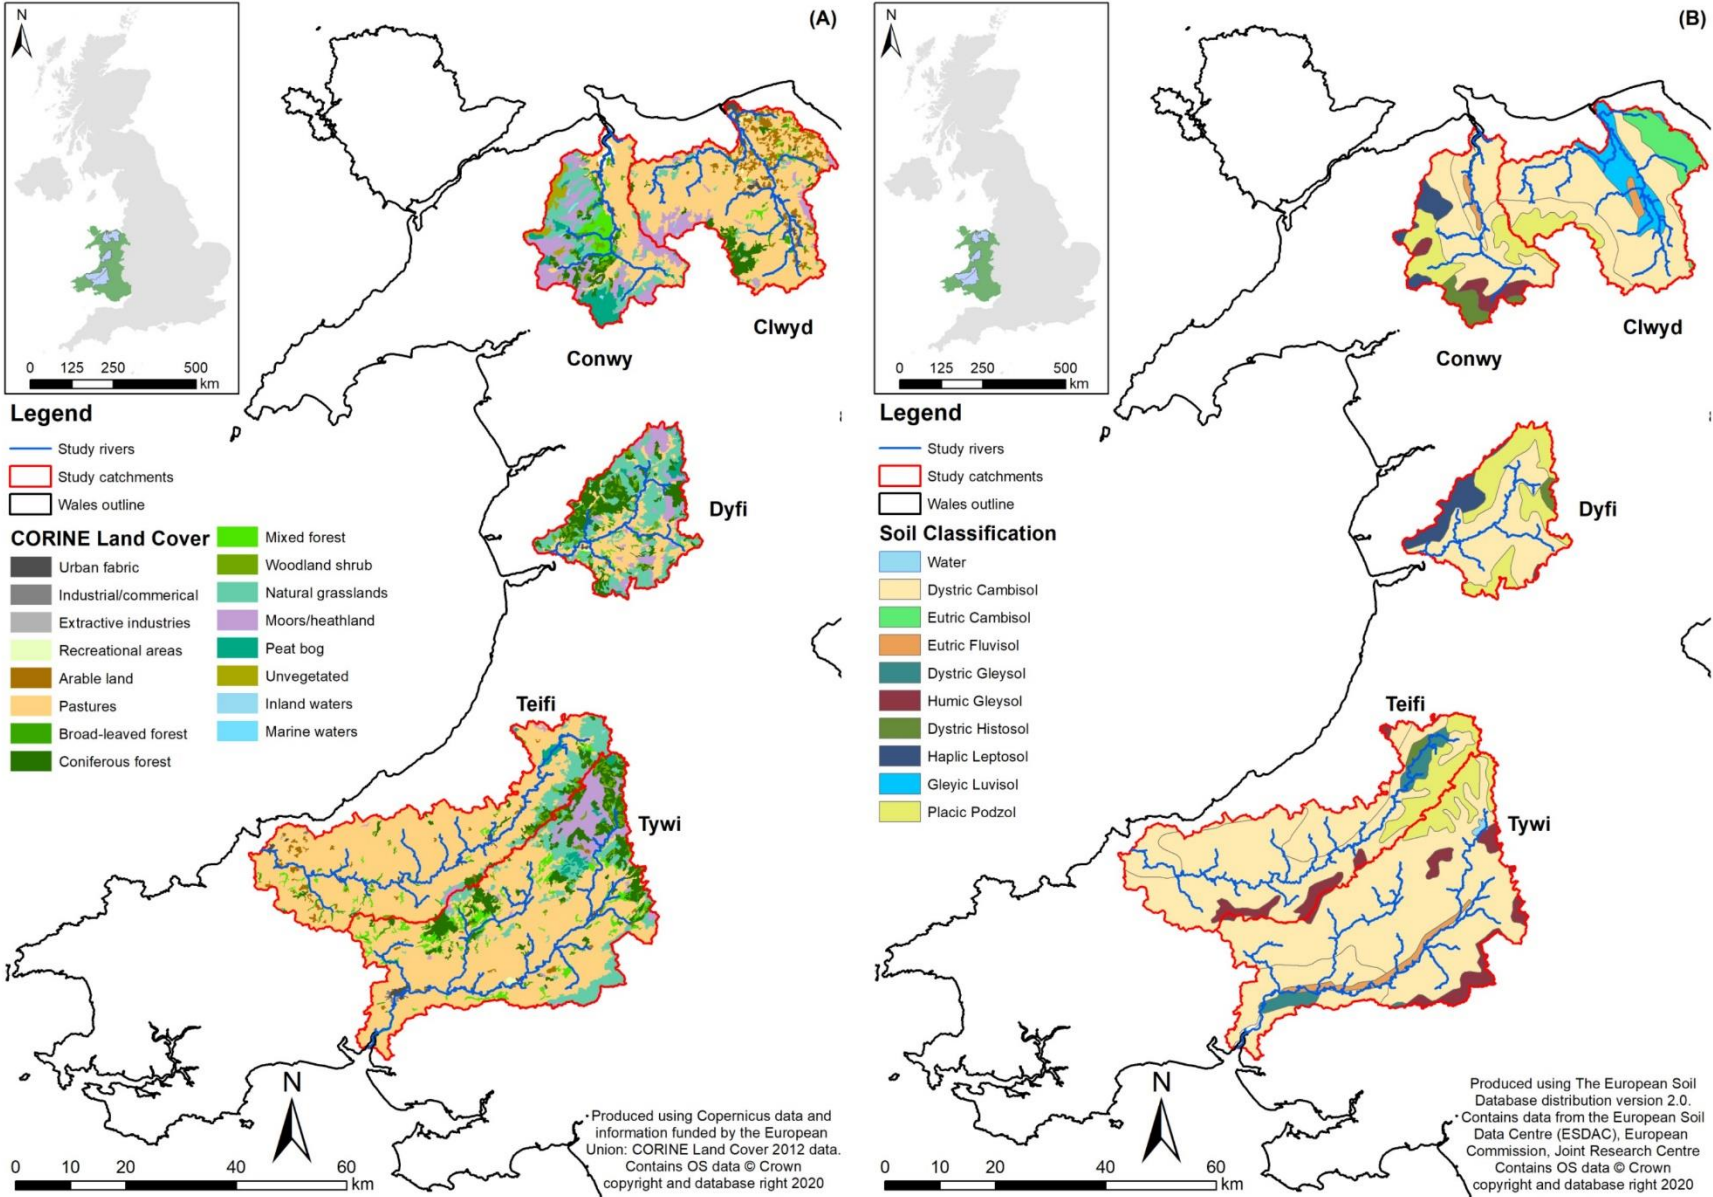 N
(A)
0 125 250 500
km
Clwyd
Conwy
Legend
Study rivers
Study catchments
Wales outline
Dyfi
CORINE Land Cover
Urban fabric
Industrial/commerical
Extractive industries
Recreational areas
Arable land
Pastures
Broad-leaved forest
Coniferous forest
Mixed forest
Woodland shrub
Natural grasslands
Moors/heathland
Peat bog
Unvegetated
Inland waters
Marine waters
Teifi
Tywi
N
0 10 20 40 60
km
Produced using Copernicus data and
information funded by the European
Union: CORINE Land Cover 2012 data.
Contains OS data © Crown
copyright and database right 2020
N
(B)
0 125 250 500
km
Clwyd
Conwy
Legend
Study rivers
Study catchments
Wales outline
Dyfi
Soil Classification
Water
Dystric Cambisol
Eutric Cambisol
Eutric Fluvisol
Dystric Gleysol
Humic Gleysol
Dystric Histosol
Haplic Leptosol
Gleyic Luvisol
Placic Podzol
Teifi
Tywi
N
0 10 20 40 60
km
Produced using The European Soil
Database distribution version 2.0.
Contains data from the European Soil
Data Centre (ESDAC), European
Commission, Joint Research Centre
Contains OS data © Crown
copyright and database right 2020